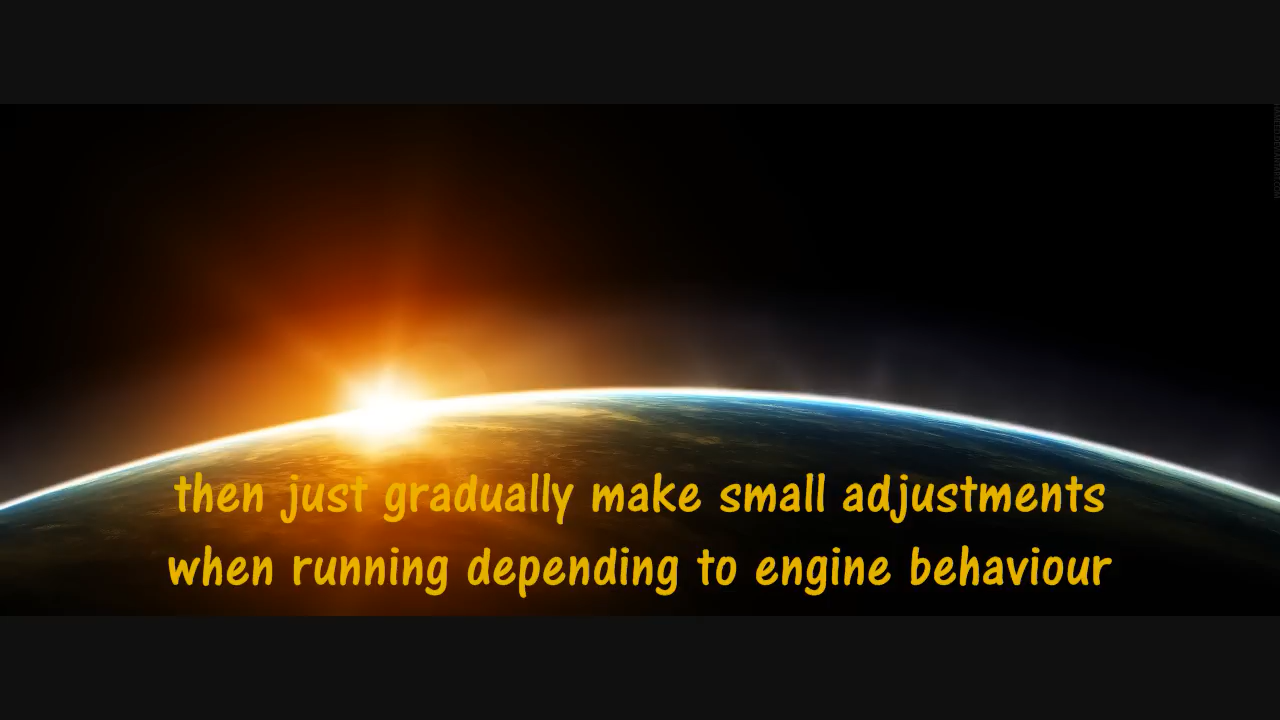 then just gradually make small adjustments
when running depending to engine behaviour